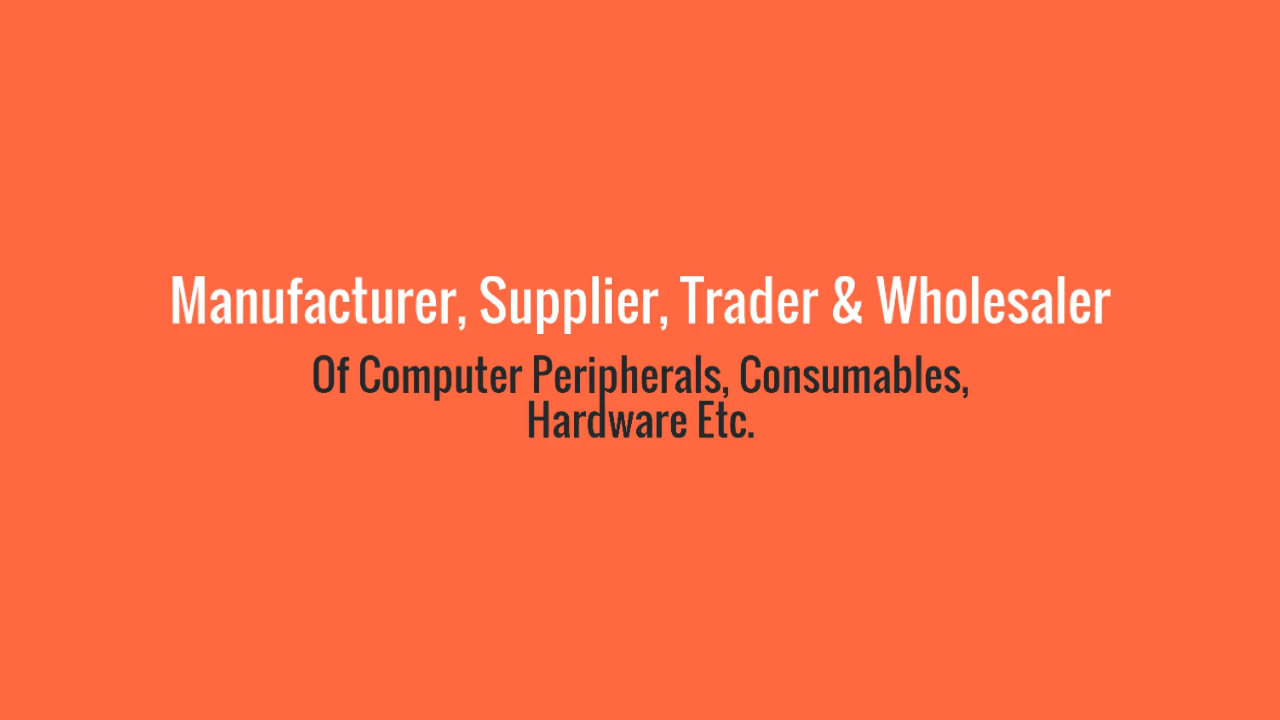 Manufacturer, Supplier, Trader & Wholesaler
Of Computer Peripherals, Consumables,
Hardware Etc.